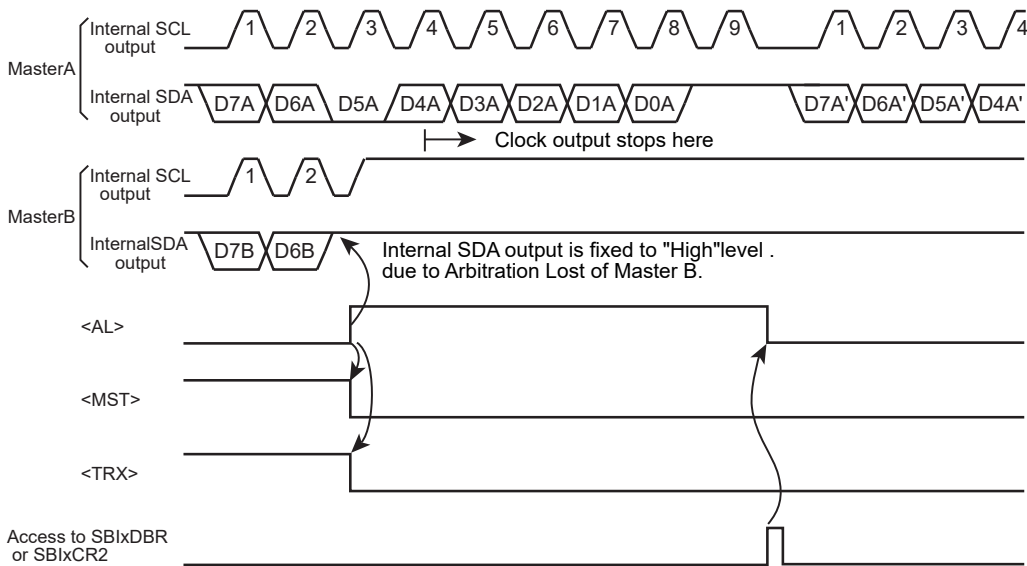 Internal SCL
output
1 2 3 4 5 6 7 8 9 1 2 3 4
MasterA
Internal SDA
output
D7A D6A D5A D4A D3A D2A D1A D0A D7A' D6A' D5A' D4A'
Clock output stops here
Internal SCL
output
1 2
MasterB
InternalSDA
output
D7B D6B
Internal SDA output is fixed to "High"level .
due to Arbitration Lost of Master B.
<AL>
<MST>
<TRX>
Access to SBIxDBR
or SBIxCR2